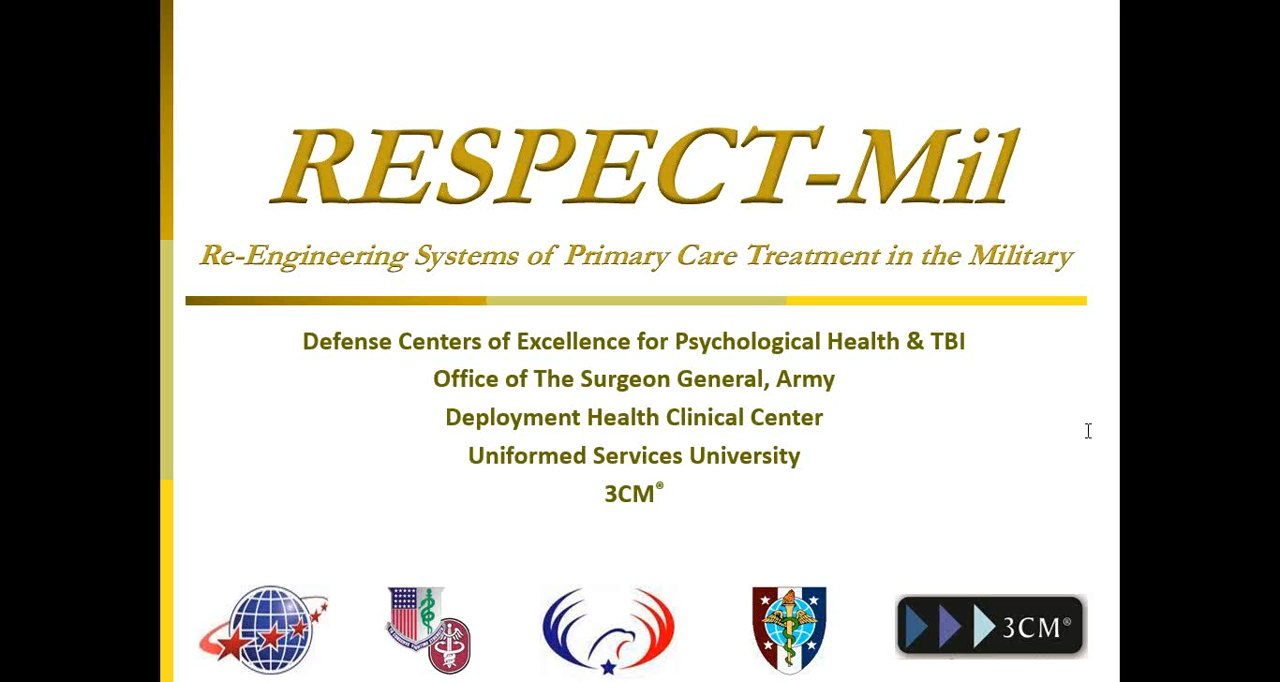 RESPECT-Mil
Re-Engineering Systems of Primary Care Treatment in the Military
Defense Centers of Excellence for Psychological Health & TBI
Office of The Surgeon General, Army
Deployment Health Clinical Center
Uniformed Services University
3CM®
3CM®